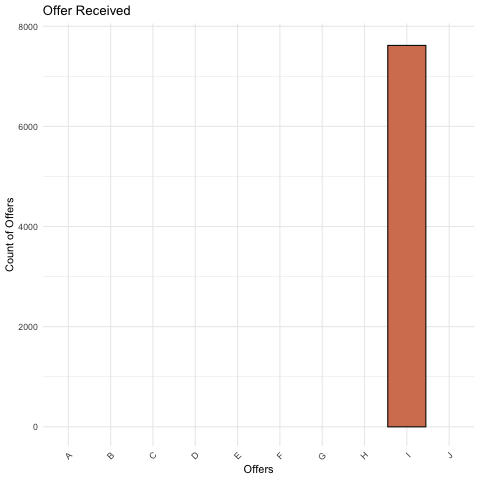 Offer Received
8000
6000
4000
2000
0
Count of Offers
A B C D E F G H I J
Offers